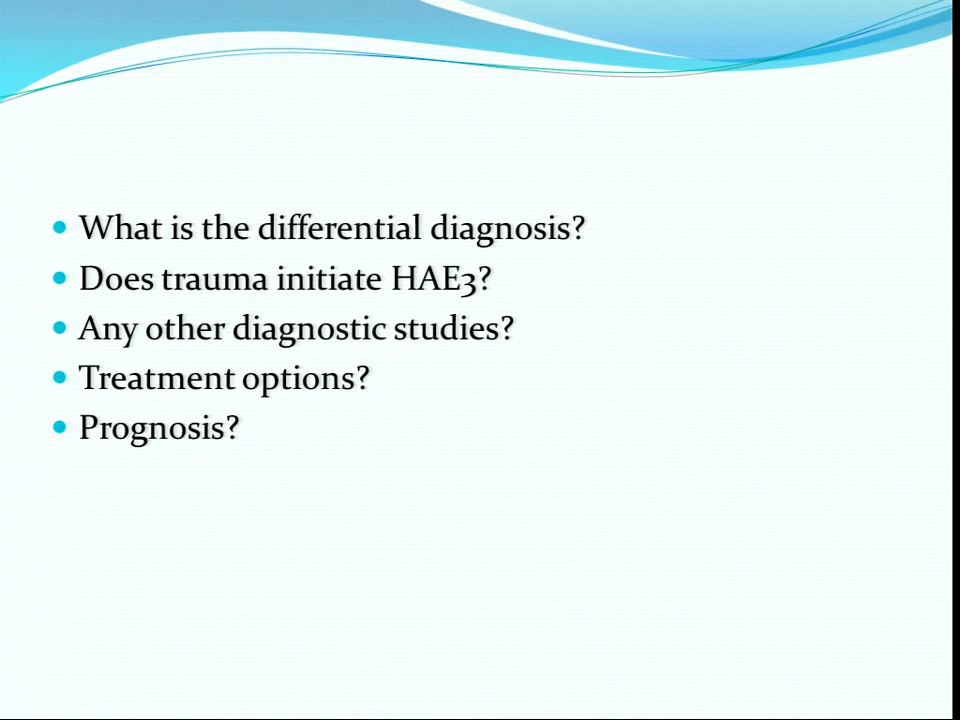 What is the differential diagnosis?
Does trauma initiate HAE3?
Any other diagnostic studies?
Treatment options?
Prognosis?